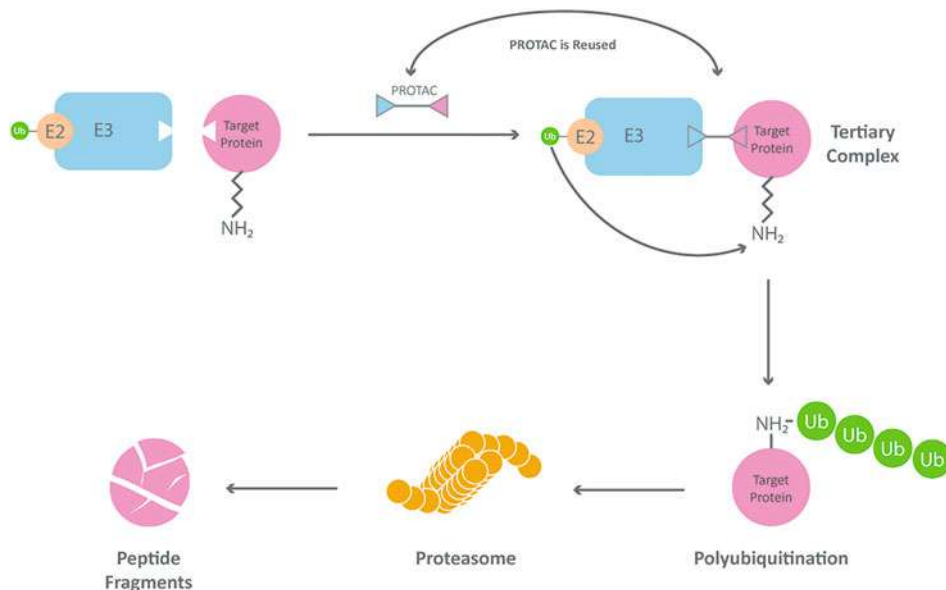 PROTAC is Reused
PROTAC
Ub
E2
E3
Target
Protein
NH₂
Ub
E2
E3
Target
Protein
NH₂
Tertiary
Complex
NH₂
Ub
Ub
Ub
Ub
Target
Protein
Peptide
Fragments
Proteasome
Polyubiquitination